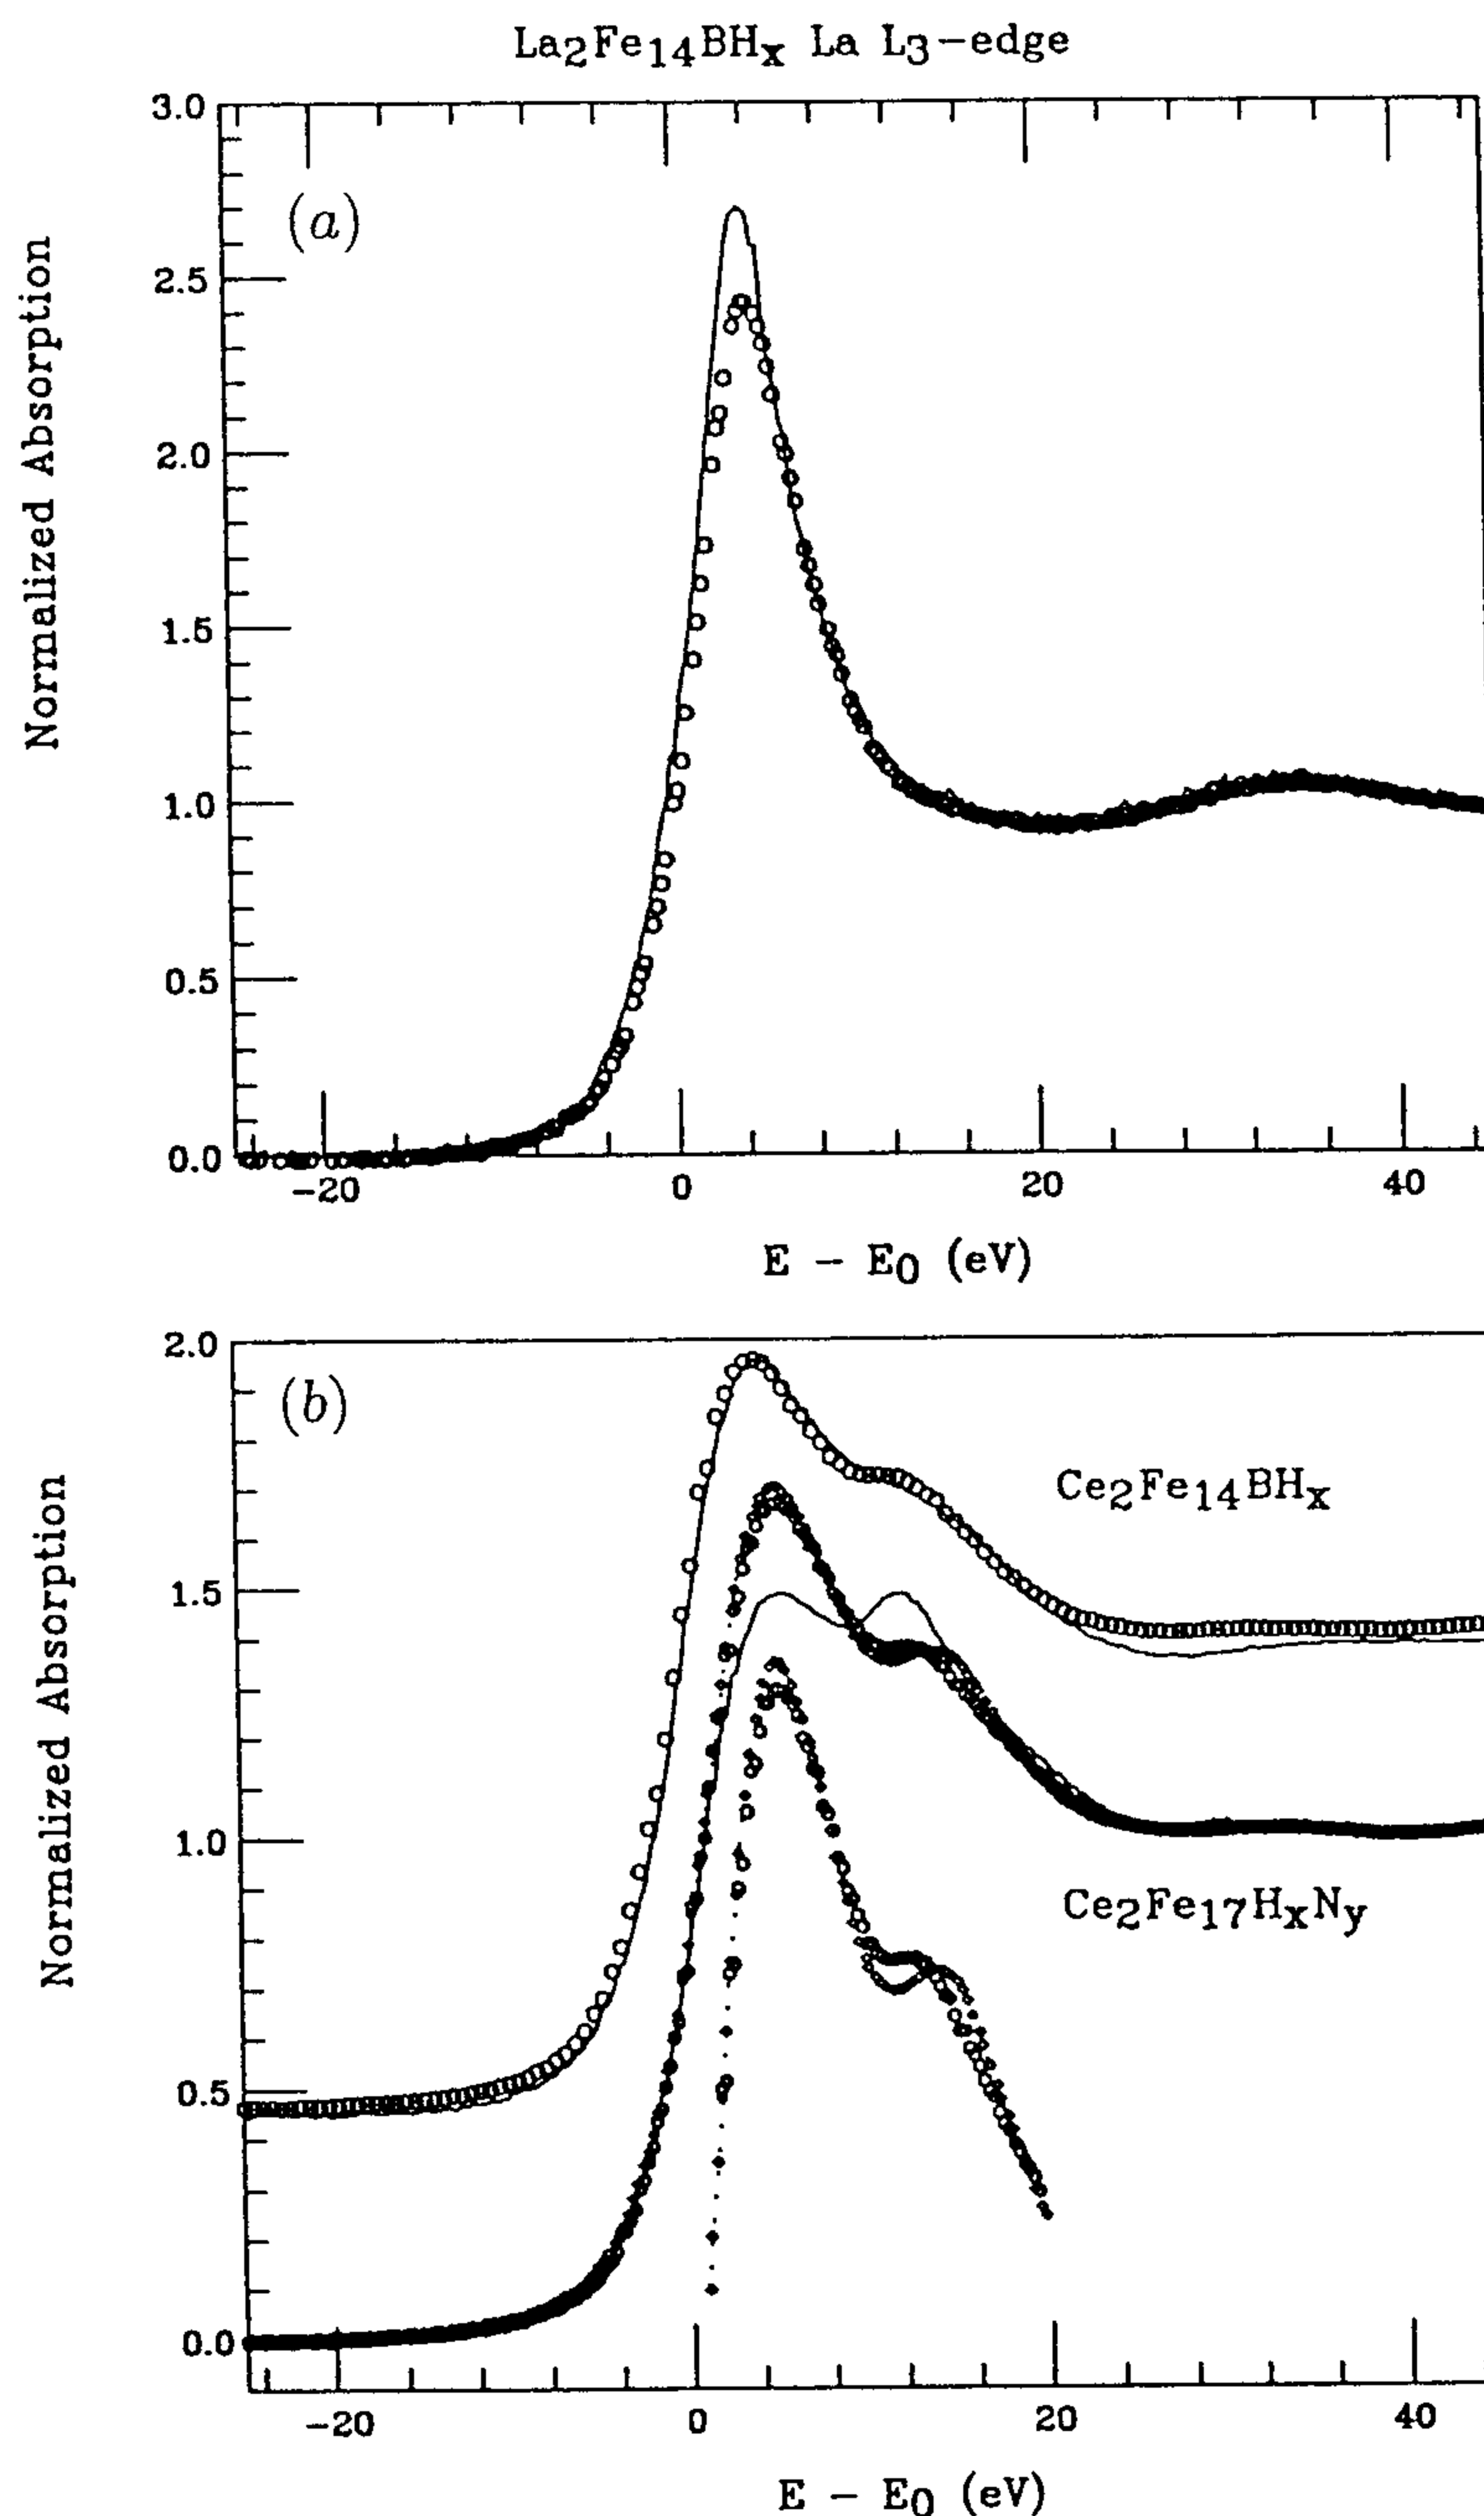 La2Fe14BHx La L3-edge
3.0
(a)
2.5
2.0
1.5
1.0
0.5
0.0
Normalized Absorption
-20 0 20 40
E - E0 (eV)
2.0
(b)
Ce2Fe14BHx
1.5
1.0
Ce2Fe17HxNy
0.5
0.0
Normalized Absorption
-20 0 20 40
E - E0 (eV)